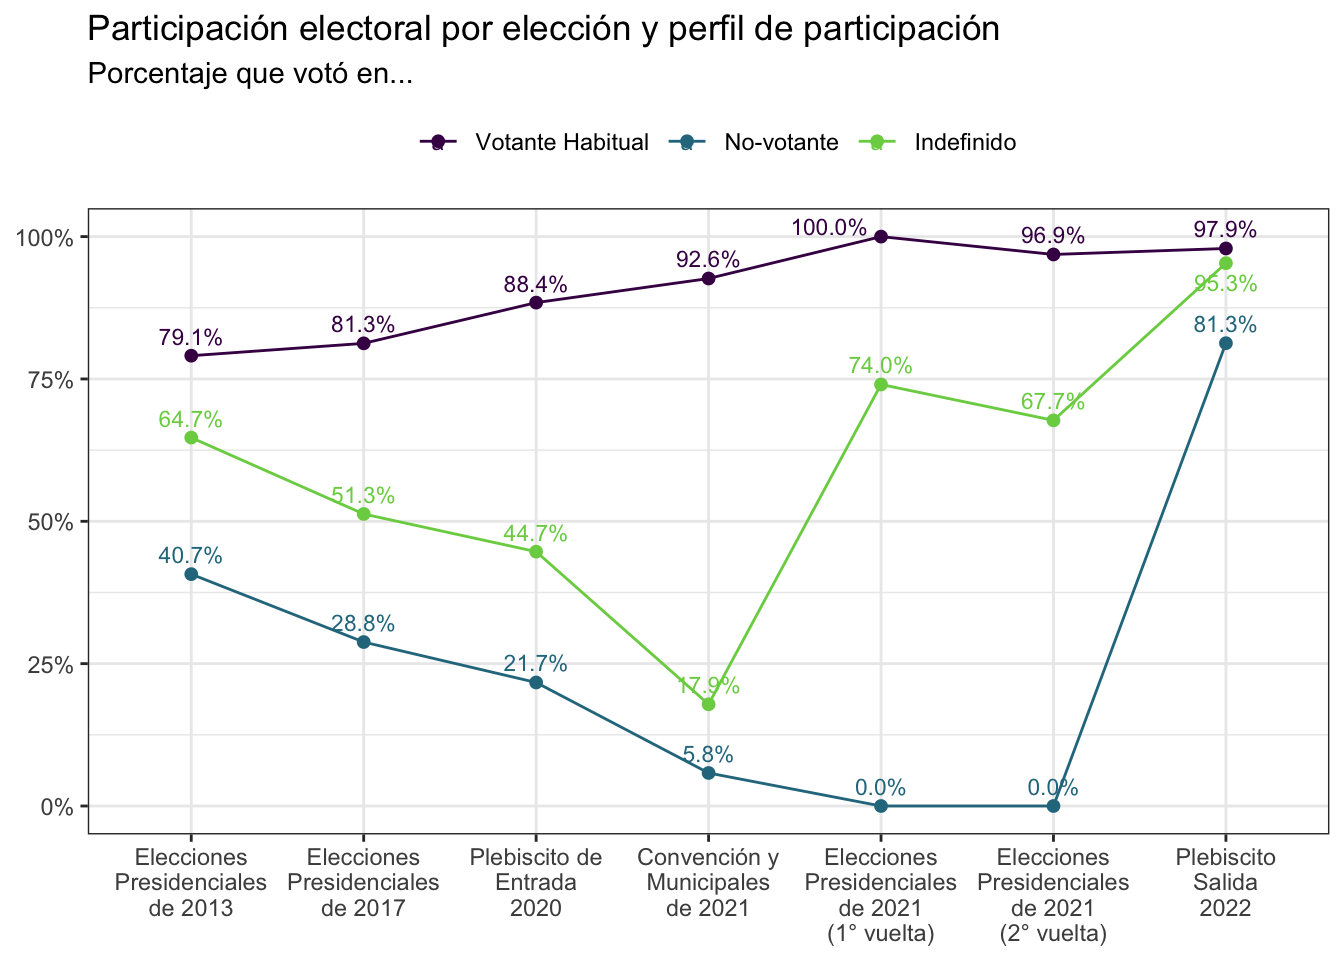 Participación electoral por elección y perfil de participación
Porcentaje que votó en...
Votante Habitual No-votante Indefinido
100%
75%
50%
25%
0%
79.1%
81.3%
88.4%
92.6%
100.0%
96.9%
97.9%
64.7%
51.3%
44.7%
17.9%
74.0%
67.7%
95.3%
40.7%
28.8%
21.7%
5.8%
0.0%
0.0%
81.3%
Elecciones
Presidenciales
de 2013
Elecciones
Presidenciales
de 2017
Plebiscito de
Entrada
2020
Convención y
Municipales
de 2021
Elecciones
Presidenciales
de 2021
(1° vuelta)
Elecciones
Presidenciales
de 2021
(2° vuelta)
Plebiscito
Salida
2022